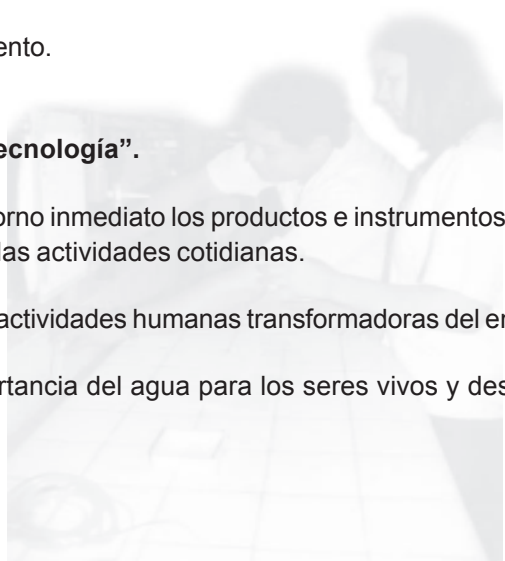 ento.
ecnología”.
orno inmediato los productos e instrumentos
las actividades cotidianas.
actividades humanas transformadoras del en
rtancia del agua para los seres vivos y des